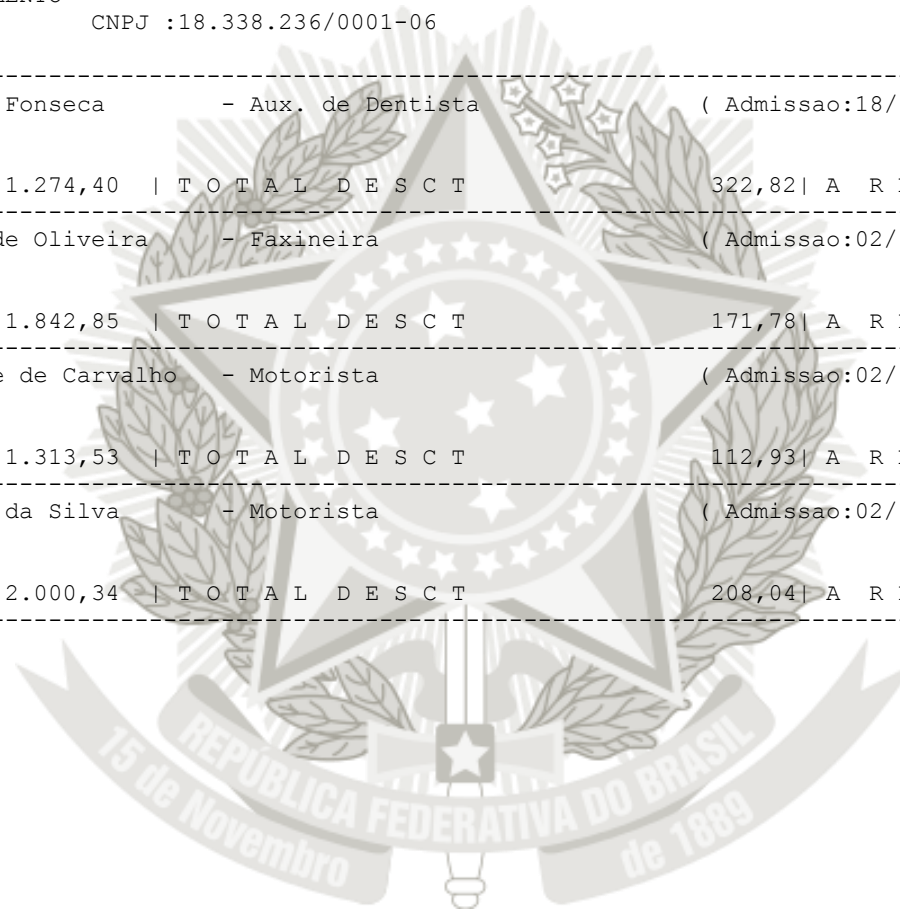 CNPJ :18.338.236/0001-06
Fonseca - Aux. de Dentista ( Admissao:18/
1.274,40 | T O T A L D E S C T 322,82| A R
de Oliveira - Faxineira ( Admissao:02/
1.842,85 | T O T A L D E S C T 171,78| A R
de Carvalho - Motorista ( Admissao:02/
1.313,53 | T O T A L D E S C T 112,93| A R
da Silva - Motorista ( Admissao:02/
2.000,34 | T O T A L D E S C T 208,04| A R
REPÚBLICA FEDERATIVA DO BRASIL
15 de Novembro de 1889